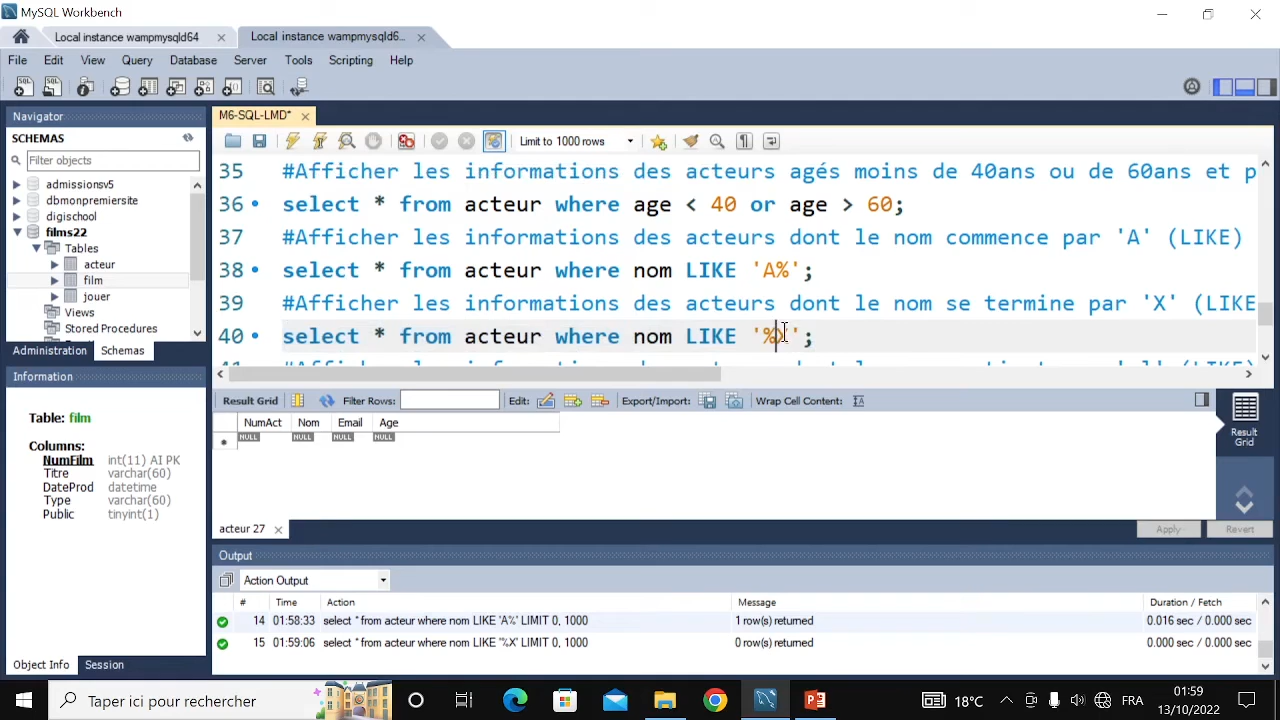 MySQL Workbench
Local instance wampmysqld64
Local instance wampmysqld6...
File Edit View Query Database Server Tools Scripting Help
Navigator
M6-SQL-LMD*
SCHEMAS
Limit to 1000 rows
Filter objects
admissionsv5
dbmonpremiersite
digischool
films22
Tables
acteur
film
jouer
Views
Stored Procedures
Administration Schemas
35 #Afficher les informations des acteurs agés moins de 40ans ou de 60ans et p
36 select * from acteur where age < 40 or age > 60;
37 #Afficher les informations des acteurs dont le nom commence par 'A' (LIKE)
38 select * from acteur where nom LIKE 'A%';
39 #Afficher les informations des acteurs dont le nom se termine par 'X' (LIKE
40 select * from acteur where nom LIKE '%X';
Information
Table: film
Columns:
NumFilm int(11) AI PK
Titre varchar(60)
DateProd datetime
Type varchar(60)
Public tinyint(1)
Result Grid Filter Rows: Edit: Export/Import: Wrap Cell Content:
NumAct Nom Email Age
NULL NULL NULL NULL
Result Grid
acteur 27
Apply Revert
Output
Action Output
# Time Action Message Duration / Fetch
14 01:58:33 select * from acteur where nom LIKE 'A%' LIMIT 0, 1000 1 row(s) returned 0.016 sec / 0.000 sec
15 01:59:06 select * from acteur where nom LIKE '%X' LIMIT 0, 1000 0 row(s) returned 0.000 sec / 0.000 sec
Object Info Session
Taper ici pour rechercher
18°C
FRA
01:59
13/10/2022